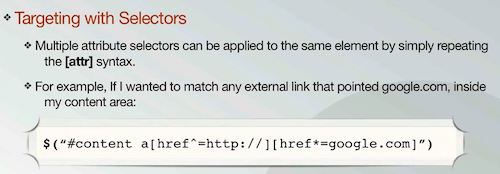 Targeting with Selectors
Multiple attribute selectors can be applied to the same element by simply repeating
the [attr] syntax.
For example, If I wanted to match any external link that pointed google.com, inside
my content area:
$(“#content a[href^=http://][href*=google.com]”)